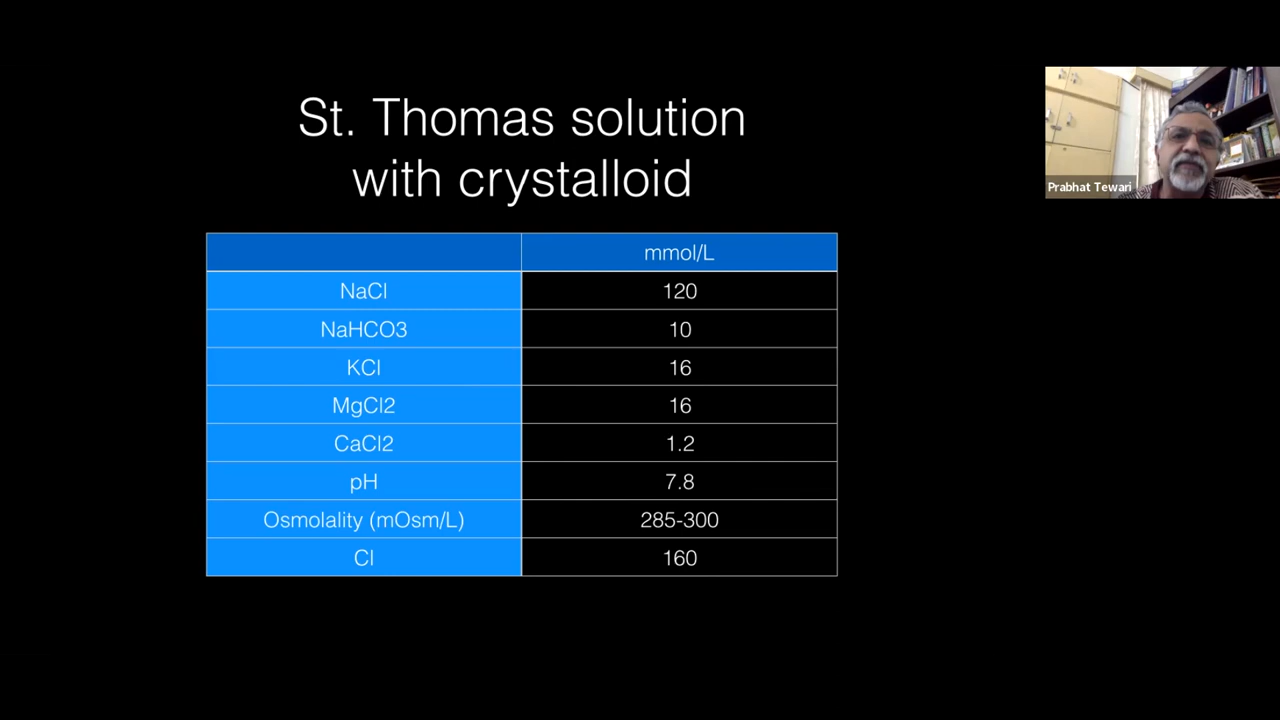 St. Thomas solution
with crystalloid
mmol/L
NaCl 120
NaHCO3 10
KCl 16
MgCl2 16
CaCl2 1.2
pH 7.8
Osmolality (mOsm/L) 285-300
Cl 160
Prabhat Tewari